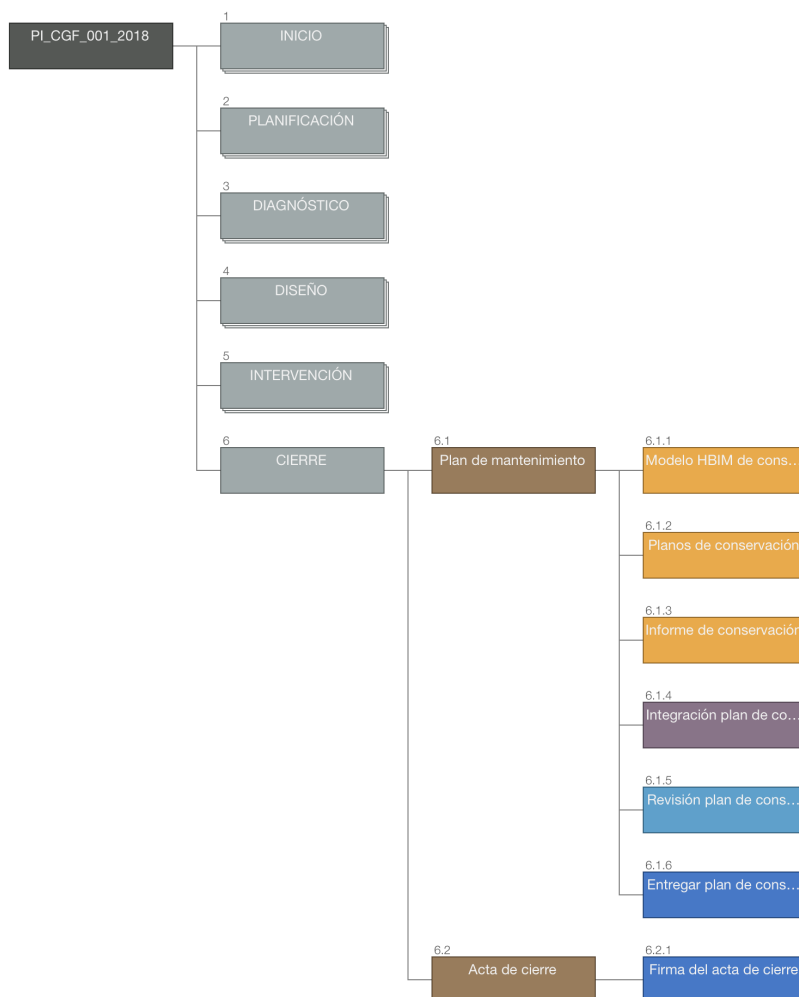 PI_CGF_001_2018
1
INICIO
2
PLANIFICACIÓN
3
DIAGNÓSTICO
4
DISEÑO
5
INTERVENCIÓN
6
CIERRE
6.1
Plan de mantenimiento
6.1.1
Modelo HBIM de cons...
6.1.2
Planos de conservación
6.1.3
Informe de conservación
6.1.4
Integración plan de co...
6.1.5
Revisión plan de cons...
6.1.6
Entregar plan de cons...
6.2
Acta de cierre
6.2.1
Firma del acta de cierre